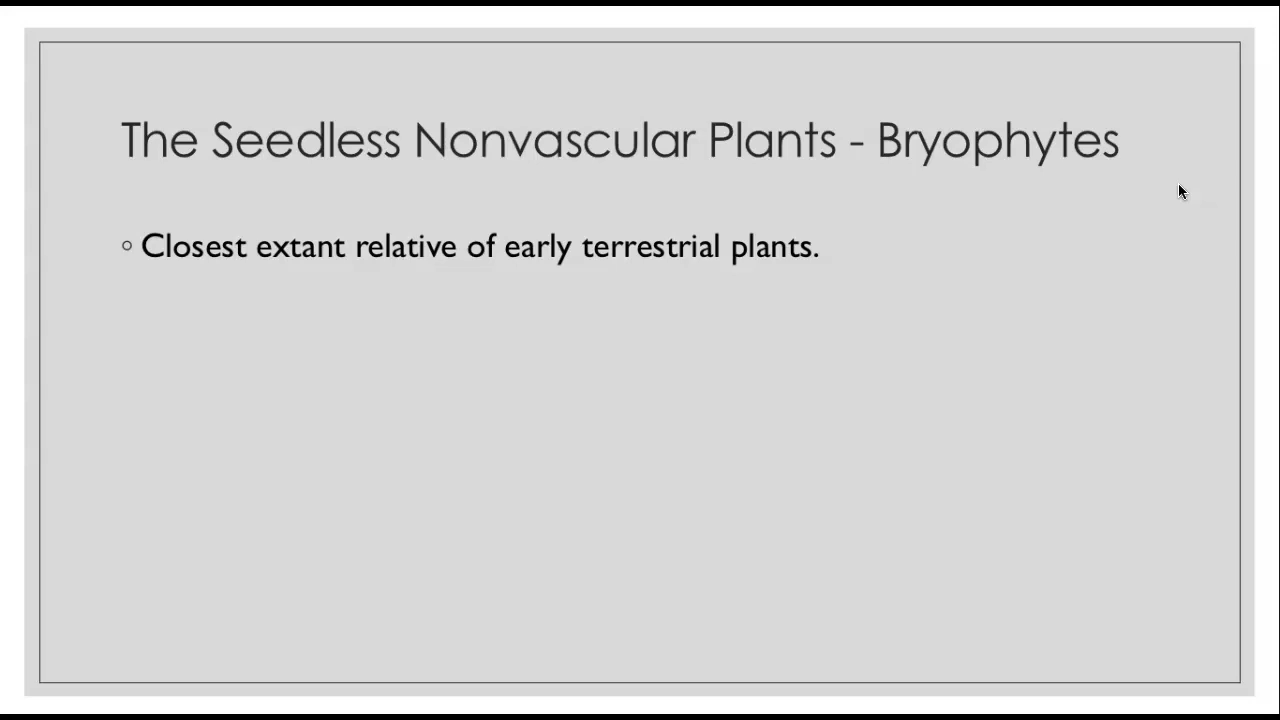 The Seedless Nonvascular Plants - Bryophytes
◦ Closest extant relative of early terrestrial plants.